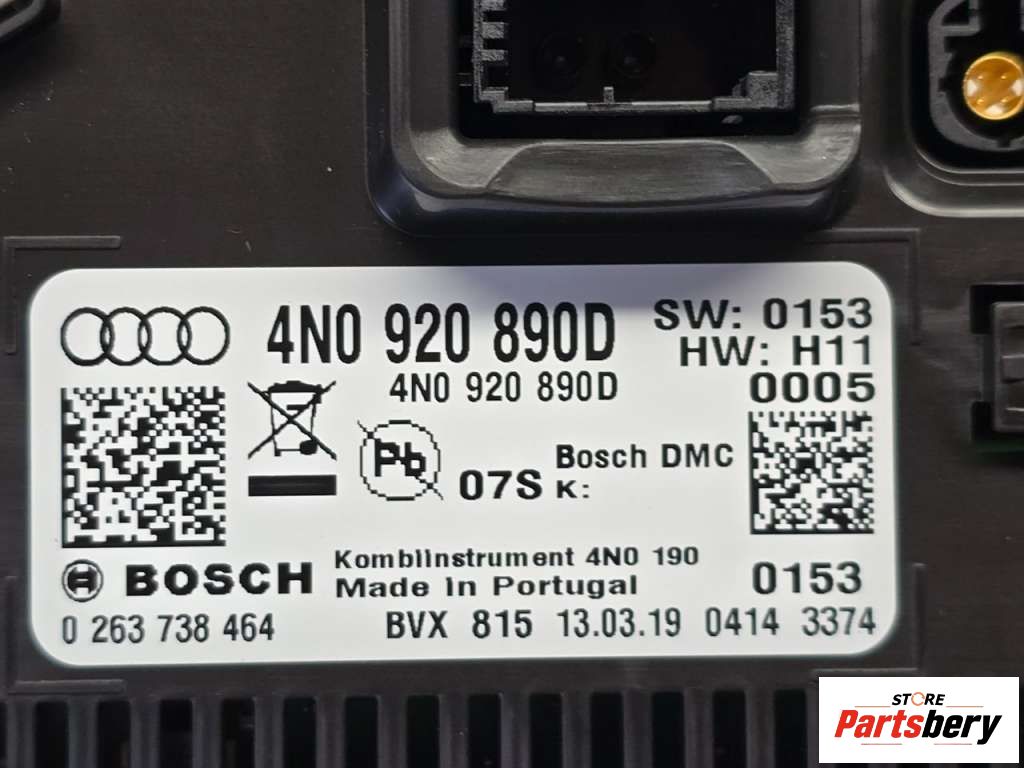 4N0 920 890D
SW: 0153
HW: H11
4N0 920 890D
0005
Pb
07S
Bosch DMC
K:
BOSCH
Kombiinstrument 4N0 190
Made In Portugal
0153
0 263 738 464
BVX 815 13.03.19 0414 3374
STORE
Partsbery